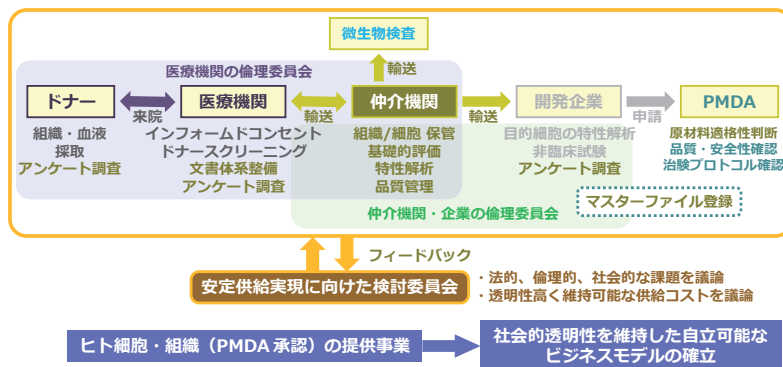 微生物検査
医療機関の倫理委員会
輸送
ドナー
来院
医療機関
輸送
仲介機関
輸送
開発企業
申請
PMDA
組織・血液
採取
アンケート調査
インフォームドコンセント
ドナースクリーニング
文書体系整備
アンケート調査
組織/細胞 保管
基礎的評価
特性解析
品質管理
目的細胞の特性解析
非臨床試験
アンケート調査
原材料適格性判断
品質・安全性確認
治験プロトコル確認
マスターファイル登録
仲介機関・企業の倫理委員会
フィードバック
安定供給実現に向けた検討委員会
・法的、倫理的、社会的な課題を議論
・透明性高く維持可能な供給コストを議論
ヒト細胞・組織（PMDA 承認）の提供事業
社会的透明性を維持した自立可能な
ビジネスモデルの確立